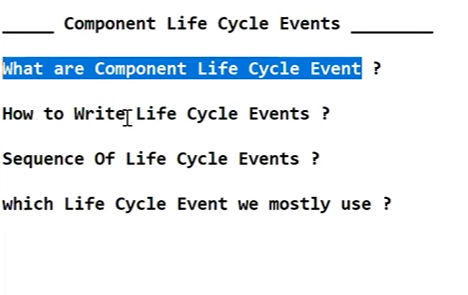 _____ Component Life Cycle Events ________
What are Component Life Cycle Event ?
How to Write Life Cycle Events ?
Sequence Of Life Cycle Events ?
which Life Cycle Event we mostly use ?